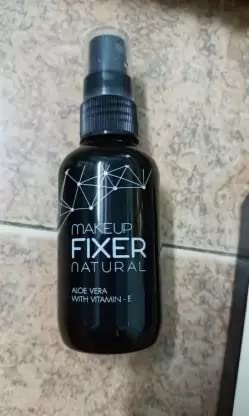 MAKEUP
FIXER
NATURAL
ALOE VERA
WITH VITAMIN - E